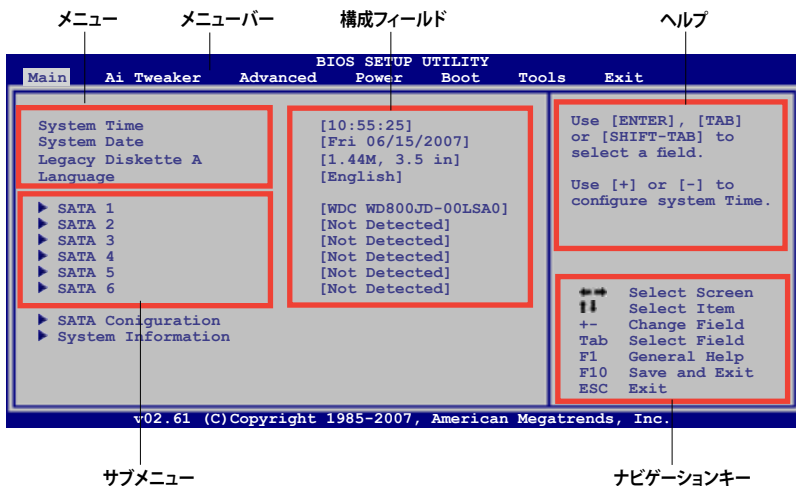 メニュー メニューバー 構成フィールド ヘルプ
BIOS SETUP UTILITY
Main Ai Tweaker Advanced Power Boot Tools Exit
System Time [10:55:25]
System Date [Fri 06/15/2007]
Legacy Diskette A [1.44M, 3.5 in]
Language [English]
SATA 1 [WDC WD800JD-00LSA0]
SATA 2 [Not Detected]
SATA 3 [Not Detected]
SATA 4 [Not Detected]
SATA 5 [Not Detected]
SATA 6 [Not Detected]
SATA Coniguration
System Information
Use [ENTER], [TAB]
or [SHIFT-TAB] to
select a field.
Use [+] or [-] to
configure system Time.
Select Screen
Select Item
+- Change Field
Tab Select Field
F1 General Help
F10 Save and Exit
ESC Exit
v02.61 (C)Copyright 1985-2007, American Megatrends, Inc.
サブメニュー ナビゲーションキー